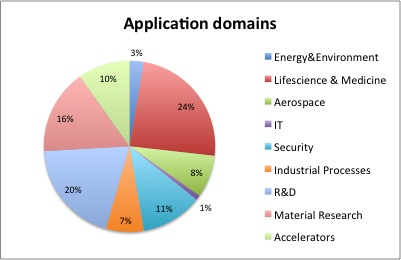 Application domains
3%
24%
8%
1%
11%
7%
20%
16%
10%
Energy&Environment
Lifescience & Medicine
Aerospace
IT
Security
Industrial Processes
R&D
Material Research
Accelerators